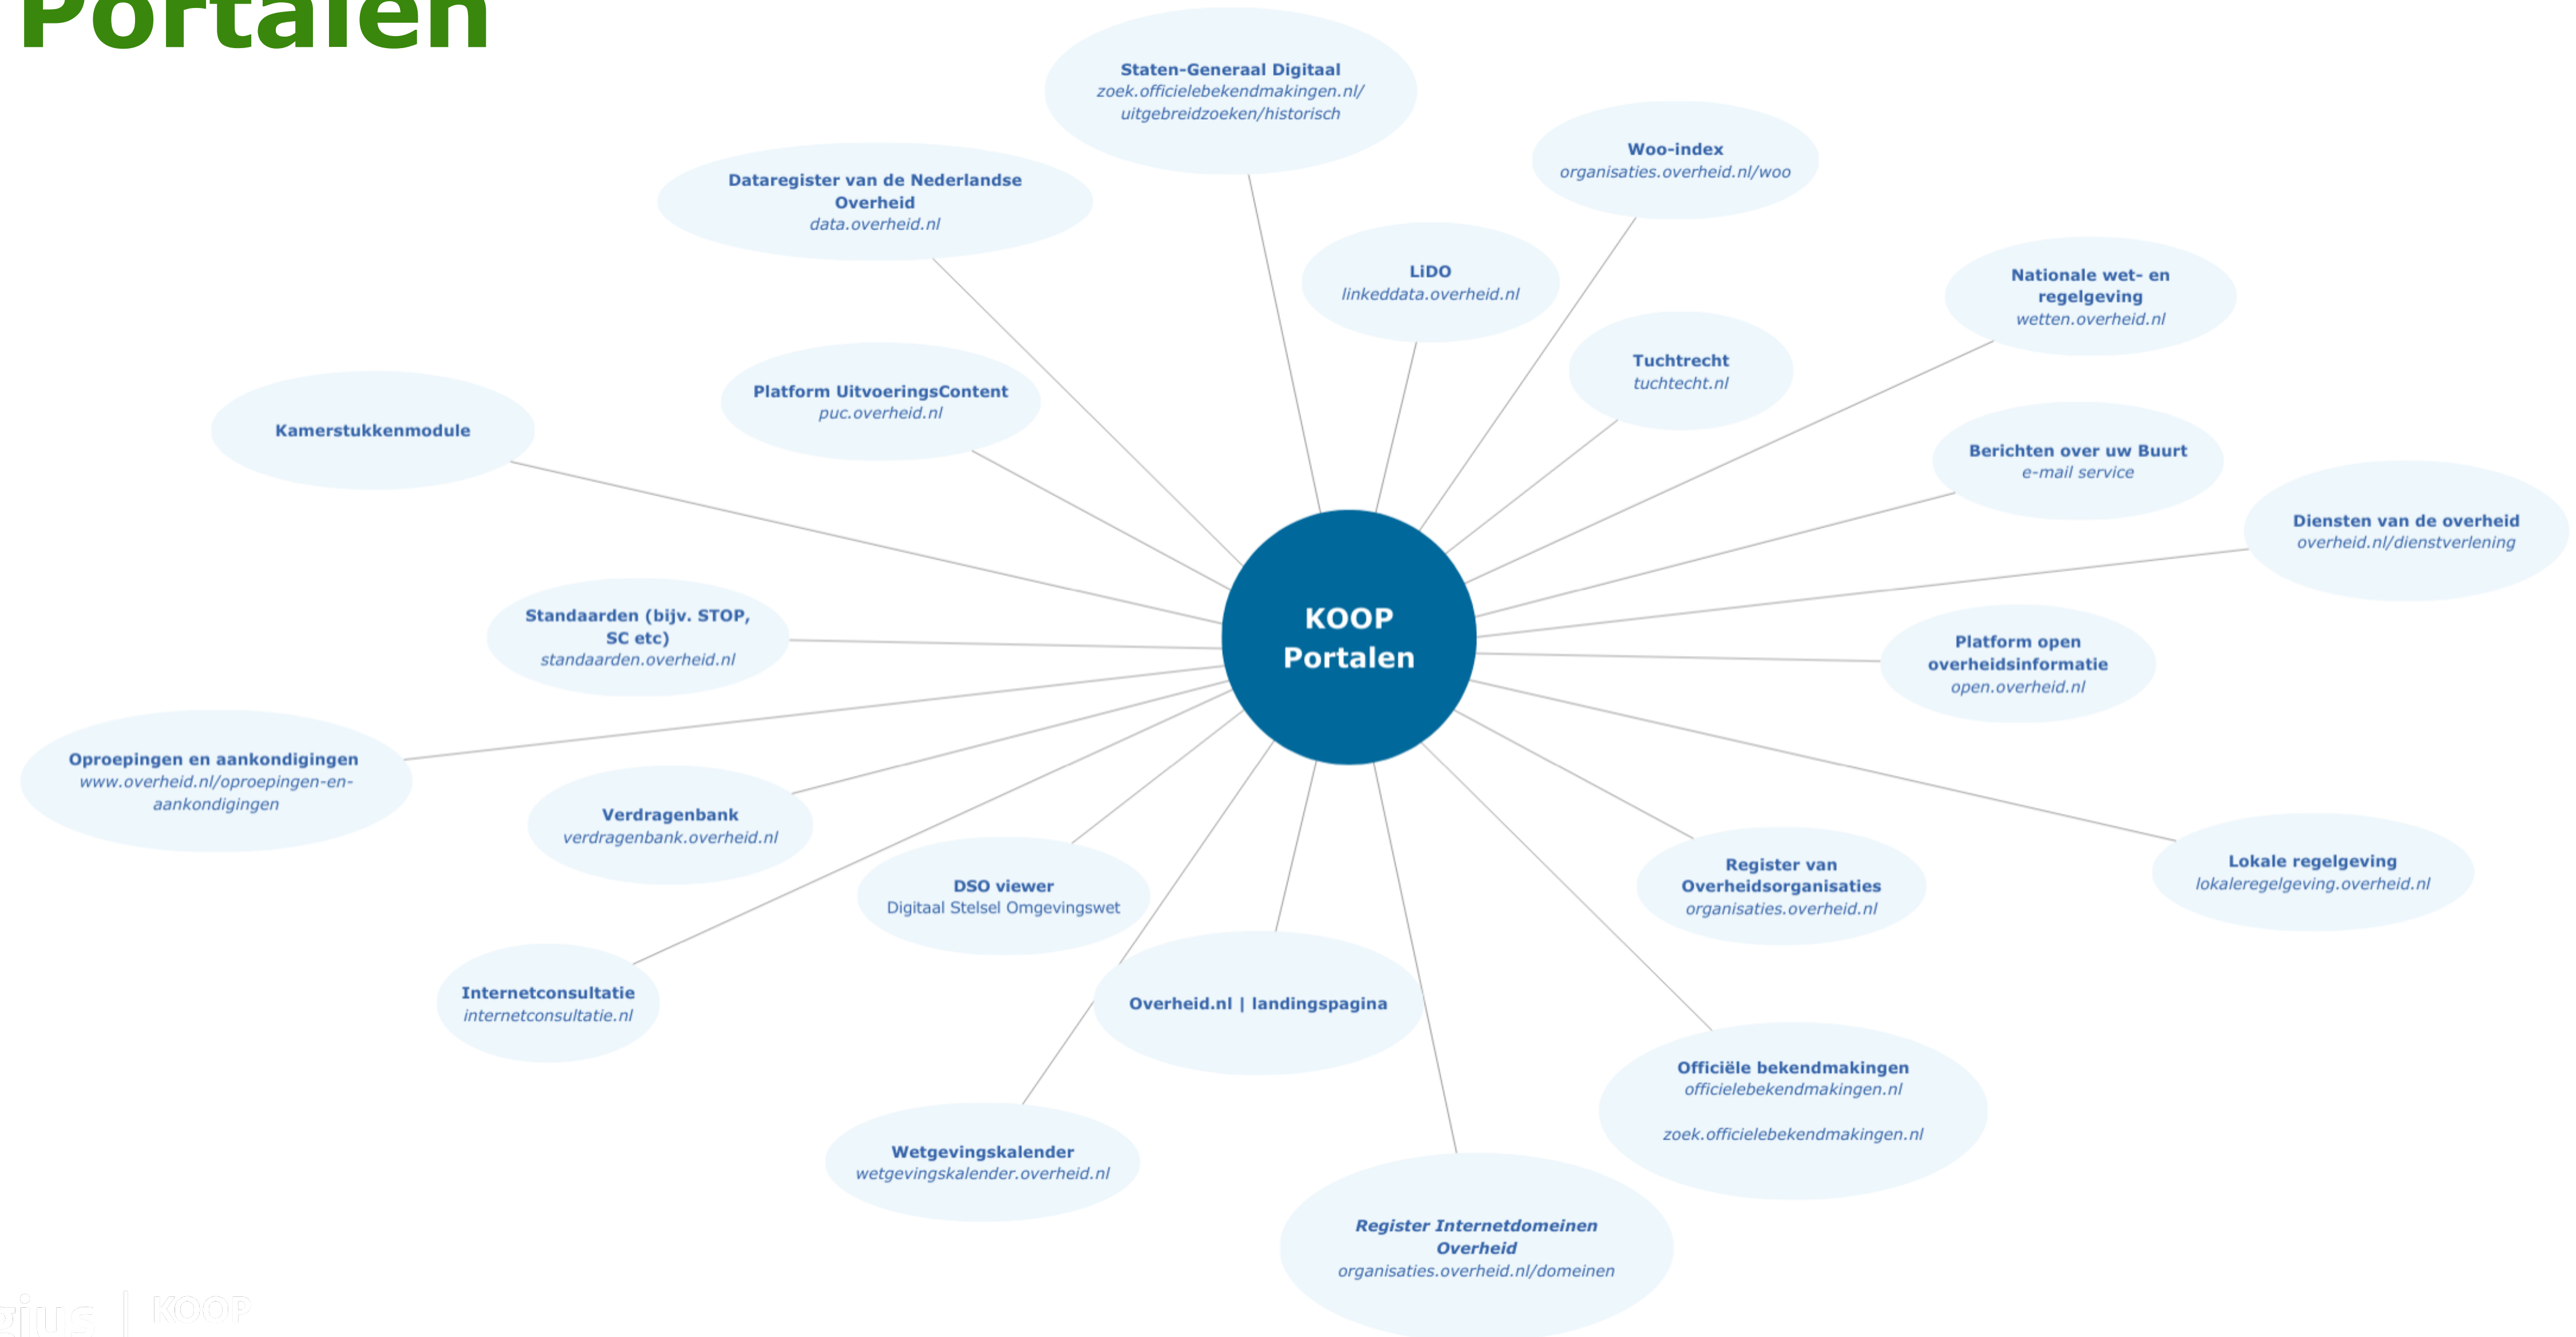 Portalen
Staten-Generaal Digitaal
zoek.officielebekendmakingen.nl/
uitgebreidzoeken/historisch
Woo-index
organisaties.overheid.nl/woo
Dataregister van de Nederlandse
Overheid
data.overheid.nl
LiDO
linkeddata.overheid.nl
Nationale wet- en
regelgeving
wetten.overheid.nl
Tuchtrecht
tuchtecht.nl
Platform UitvoeringsContent
puc.overheid.nl
Kamerstukkenmodule
Berichten over uw Buurt
e-mail service
Diensten van de overheid
overheid.nl/dienstverlening
Standaarden (bijv. STOP,
SC etc)
standaarden.overheid.nl
KOOP
Portalen
Platform open
overheidsinformatie
open.overheid.nl
Oproepingen en aankondigingen
www.overheid.nl/oproepingen-en-
aankondigingen
Verdragenbank
verdragenbank.overheid.nl
DSO viewer
Digitaal Stelsel Omgevingswet
Register van
Overheidsorganisaties
organisaties.overheid.nl
Lokale regelgeving
lokaleregelgeving.overheid.nl
Internetconsultatie
internetconsultatie.nl
Overheid.nl | landingspagina
Officiële bekendmakingen
officielebekendmakingen.nl
zoek.officielebekendmakingen.nl
Wetgevingskalender
wetgevingskalender.overheid.nl
Register Internetdomeinen
Overheid
organisaties.overheid.nl/domeinen
gius | KOOP